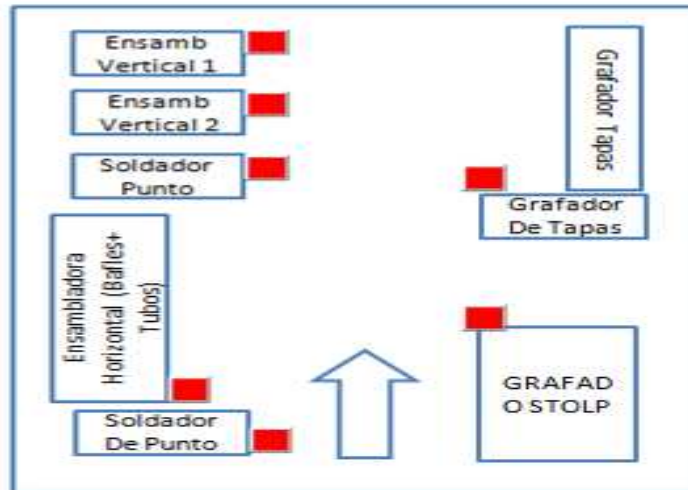 Ensamb
Vertical 1
Ensamb
Vertical 2
Soldador
Punto
Ensambladora
Horizontal (Bafles+
Tubos)
Soldador
De Punto
Grafador Tapas
Grafador
De Tapas
GRAFAD
O STOLP